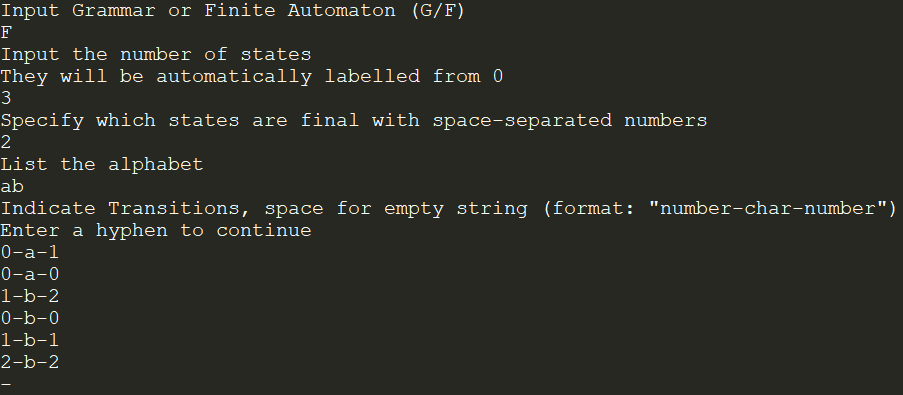 Input Grammar or Finite Automaton (G/F)
F
Input the number of states
They will be automatically labelled from 0
3
Specify which states are final with space-separated numbers
2
List the alphabet
ab
Indicate Transitions, space for empty string (format: "number-char-number")
Enter a hyphen to continue
0-a-1
0-a-0
1-b-2
0-b-0
1-b-1
2-b-2
-